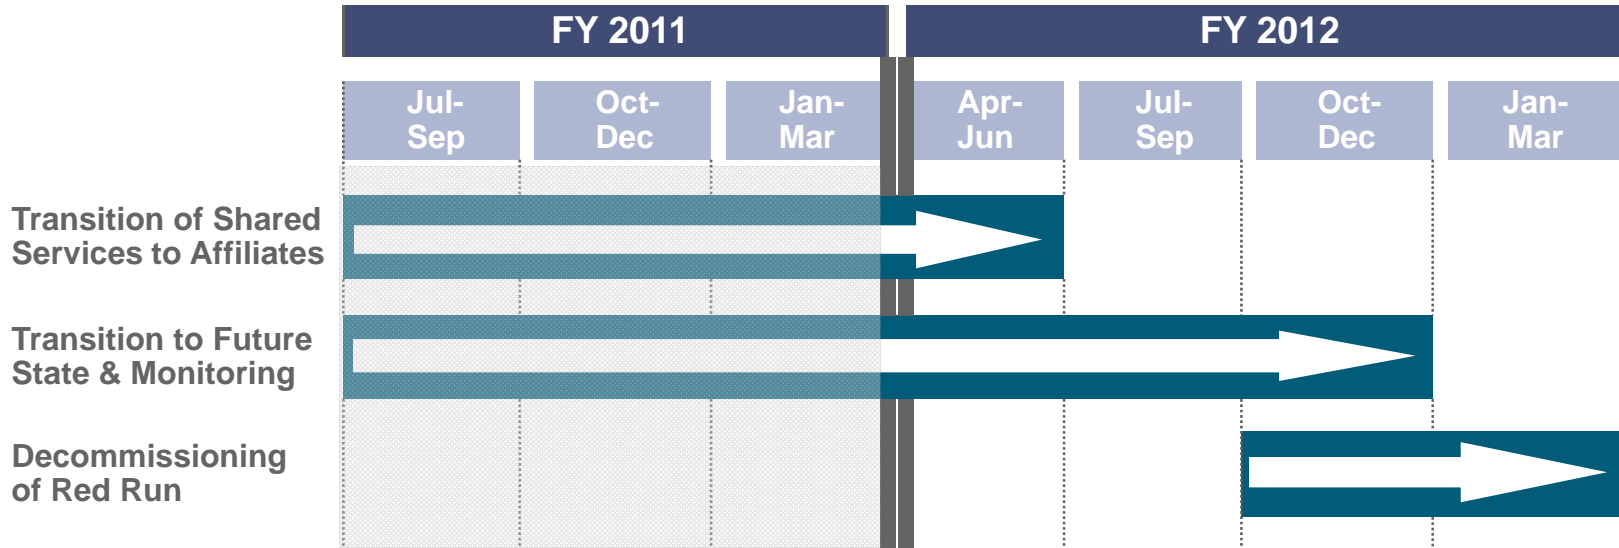 FY 2011
FY 2012
Jul-
Sep
Oct-
Dec
Jan-
Mar
Apr-
Jun
Jul-
Sep
Oct-
Dec
Jan-
Mar
Transition of Shared
Services to Affiliates
Transition to Future
State & Monitoring
Decommissioning
of Red Run